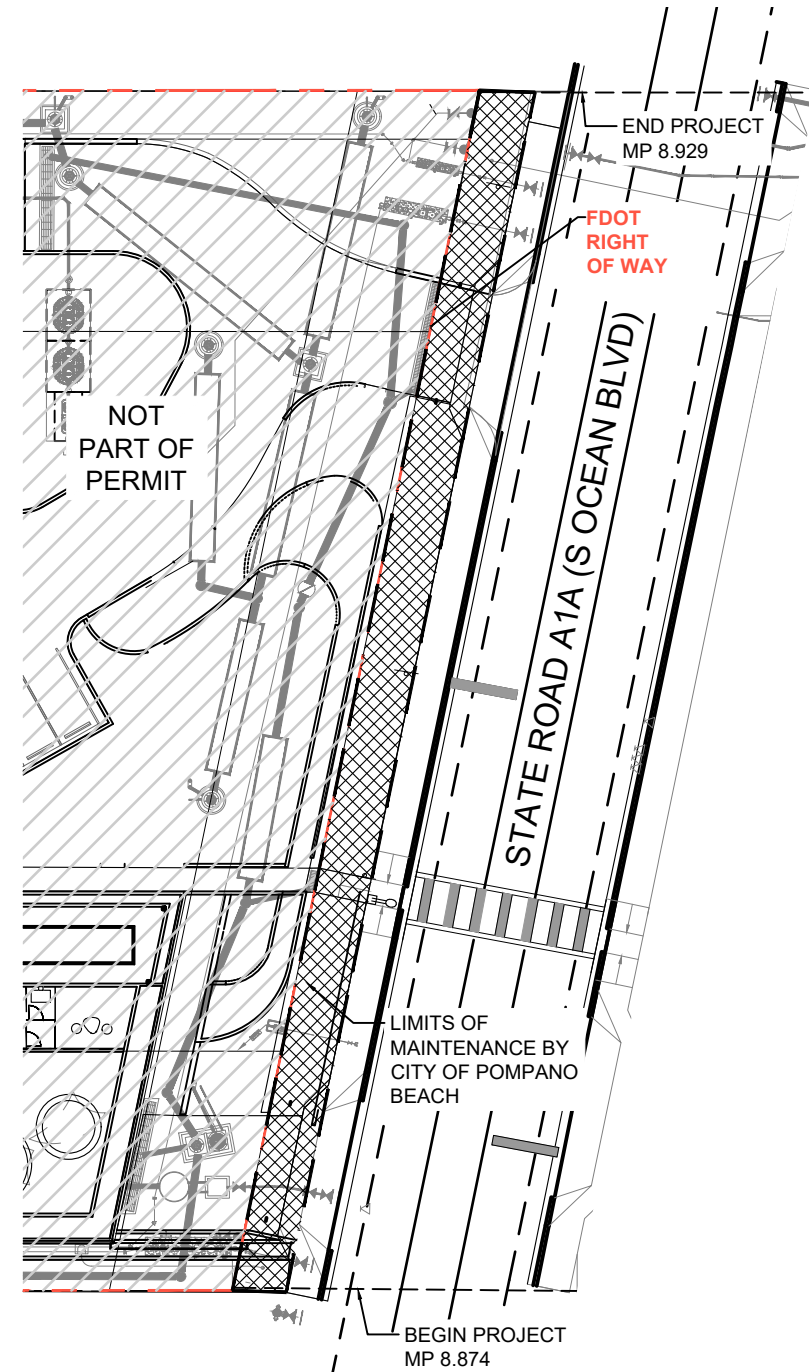 END PROJECT
MP 8.929
FDOT
RIGHT
OF WAY
NOT
PART OF
PERMIT
STATE ROAD A1A (S OCEAN BLVD)
LIMITS OF
MAINTENANCE BY
CITY OF POMPANO
BEACH
BEGIN PROJECT
MP 8.874